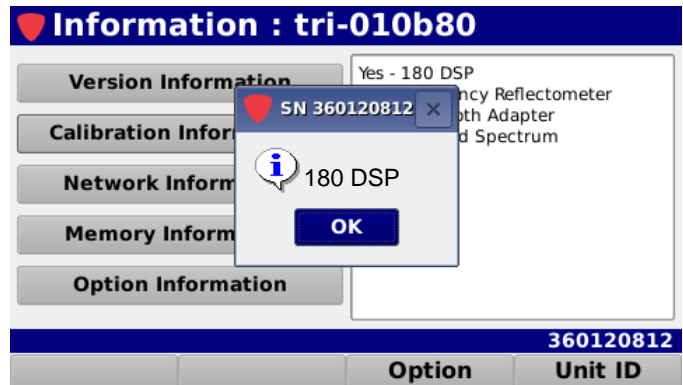 Information : tri-010b80
Version Information
Calibration Infor
Network Inform
Memory Inform
Option Information
Yes - 180 DSP
ncy Reflectometer
oth Adapter
d Spectrum
SN 360120812
180 DSP
OK
360120812
Option
Unit ID